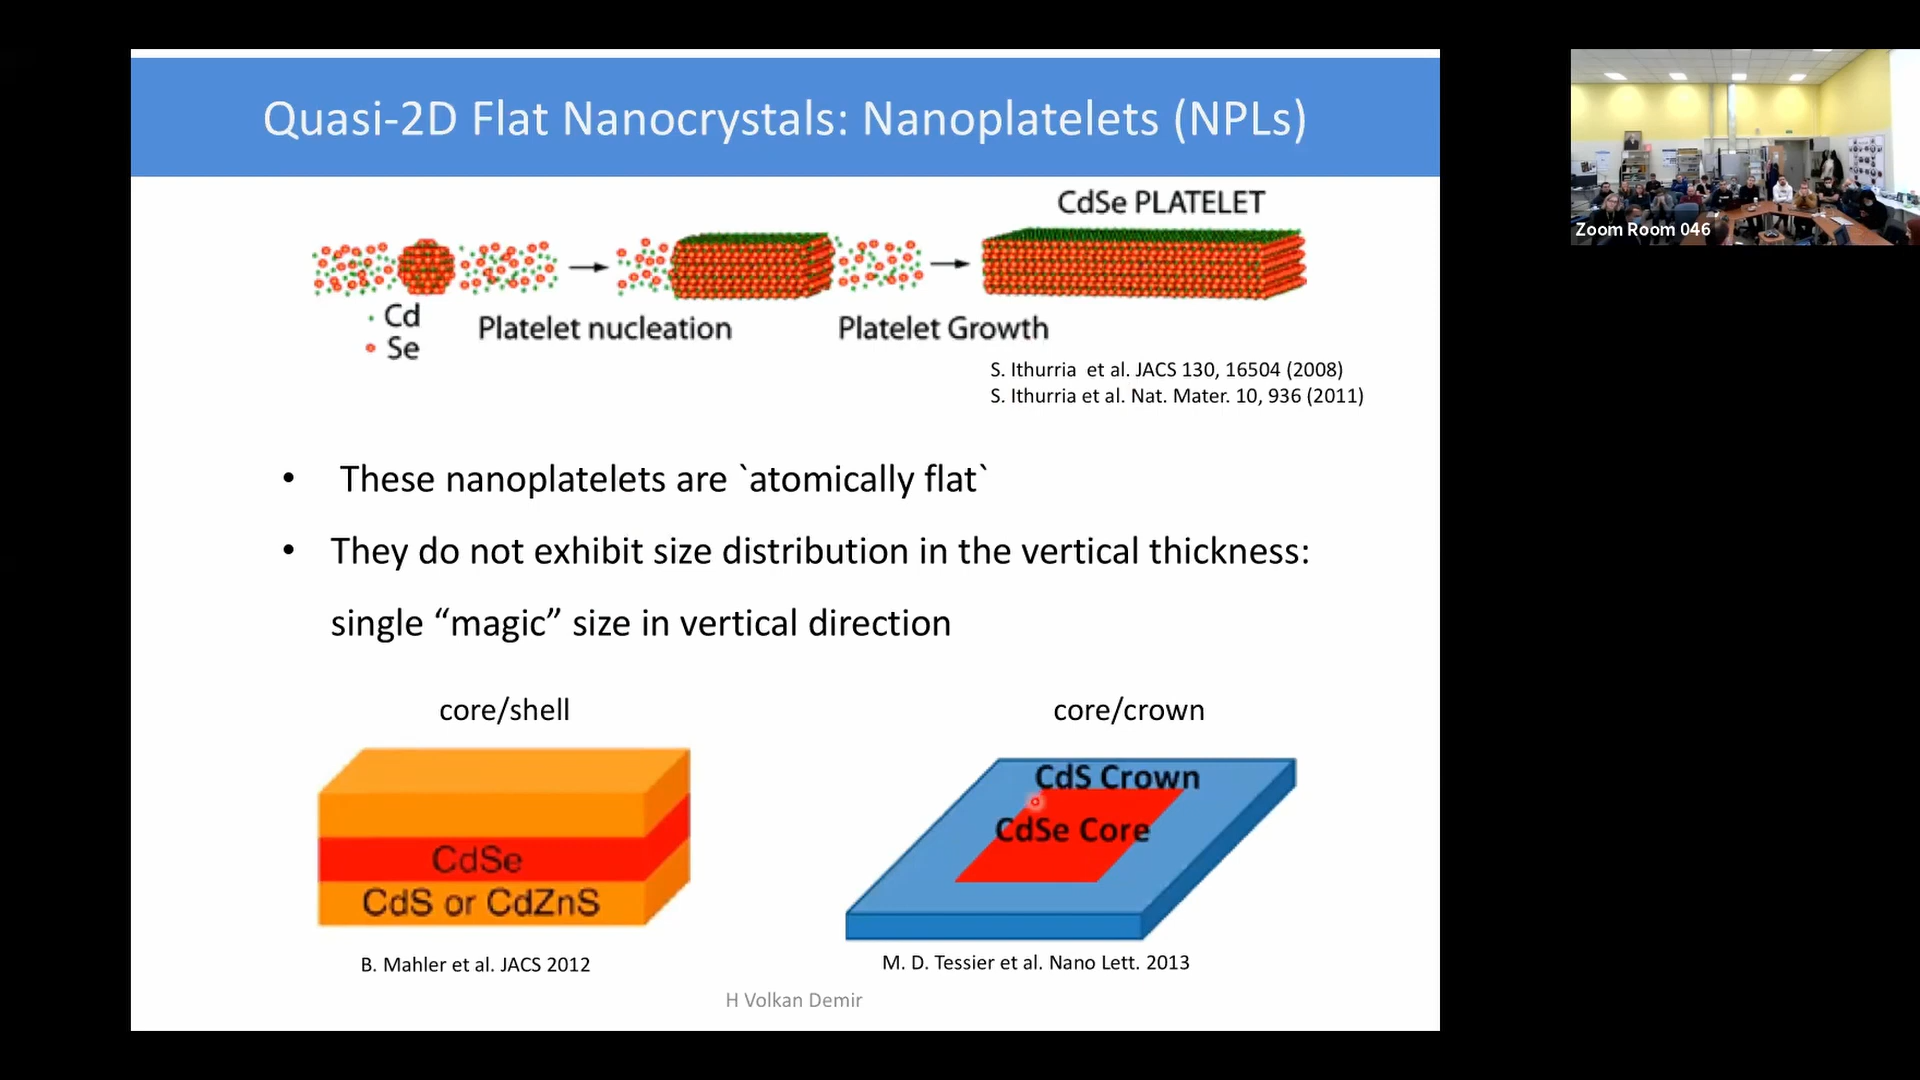 Quasi-2D Flat Nanocrystals: Nanoplatelets (NPLs)
CdSe PLATELET
Cd
Se
Platelet nucleation
Platelet Growth
S. Ithurria  et al. JACS 130, 16504 (2008)
S. Ithurria et al. Nat. Mater. 10, 936 (2011)
• These nanoplatelets are `atomically flat`
• They do not exhibit size distribution in the vertical thickness:
single “magic” size in vertical direction
core/shell
CdSe
CdS or CdZnS
B. Mahler et al. JACS 2012
core/crown
CdS Crown
CdSe Core
M. D. Tessier et al. Nano Lett. 2013
H Volkan Demir
Zoom Room 046